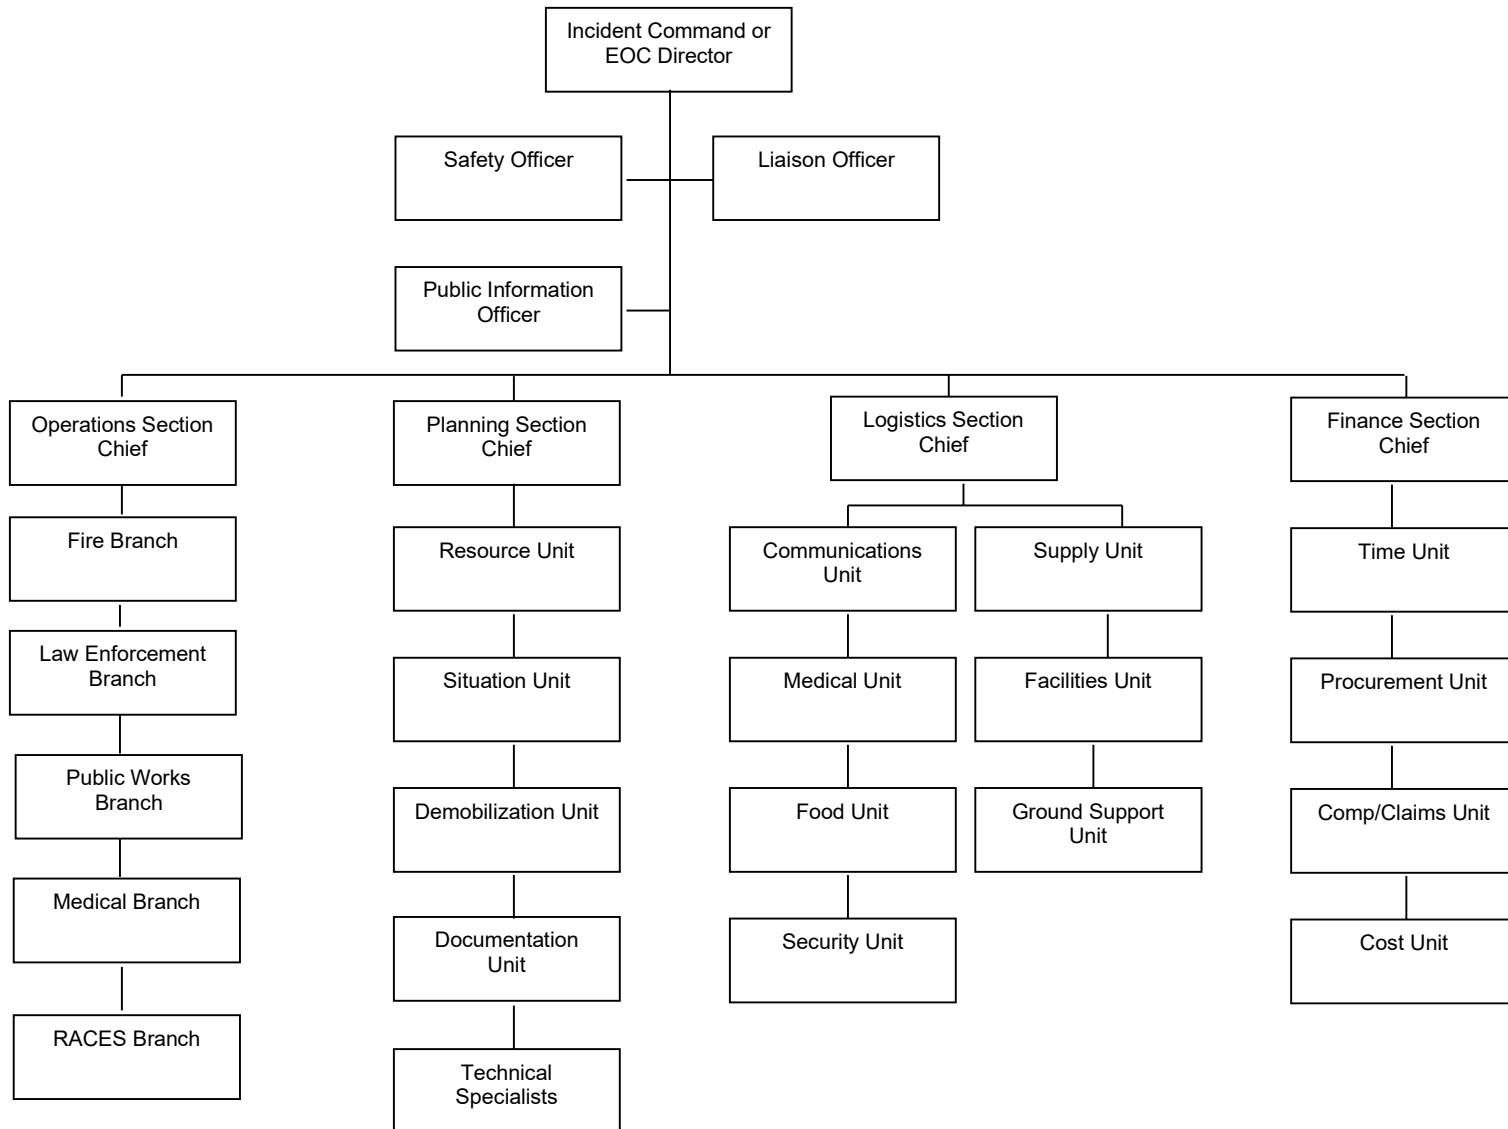 Incident Command or
EOC Director
Safety Officer
Liaison Officer
Public Information
Officer
Operations Section
Chief
Planning Section
Chief
Logistics Section
Chief
Finance Section
Chief
Fire Branch
Law Enforcement
Branch
Public Works
Branch
Medical Branch
RACES Branch
Resource Unit
Situation Unit
Demobilization Unit
Documentation
Unit
Technical
Specialists
Communications
Unit
Medical Unit
Food Unit
Security Unit
Supply Unit
Facilities Unit
Ground Support
Unit
Time Unit
Procurement Unit
Comp/Claims Unit
Cost Unit